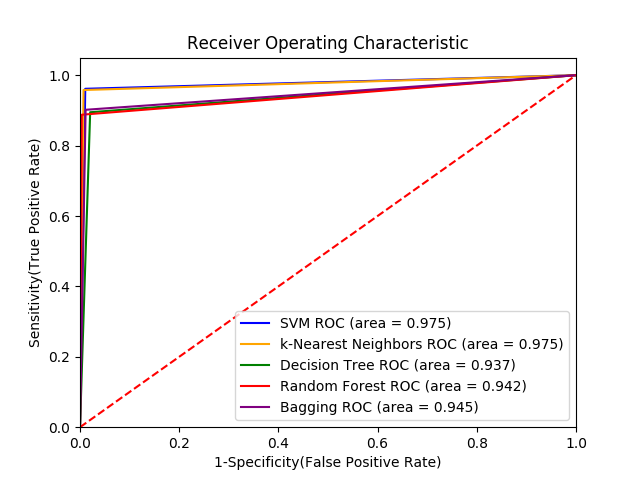 Receiver Operating Characteristic
Sensitivity(True Positive Rate)
1.0
0.8
0.6
0.4
0.2
0.0
SVM ROC (area = 0.975)
k-Nearest Neighbors ROC (area = 0.975)
Decision Tree ROC (area = 0.937)
Random Forest ROC (area = 0.942)
Bagging ROC (area = 0.945)
0.0 0.2 0.4 0.6 0.8 1.0
1-Specificity(False Positive Rate)